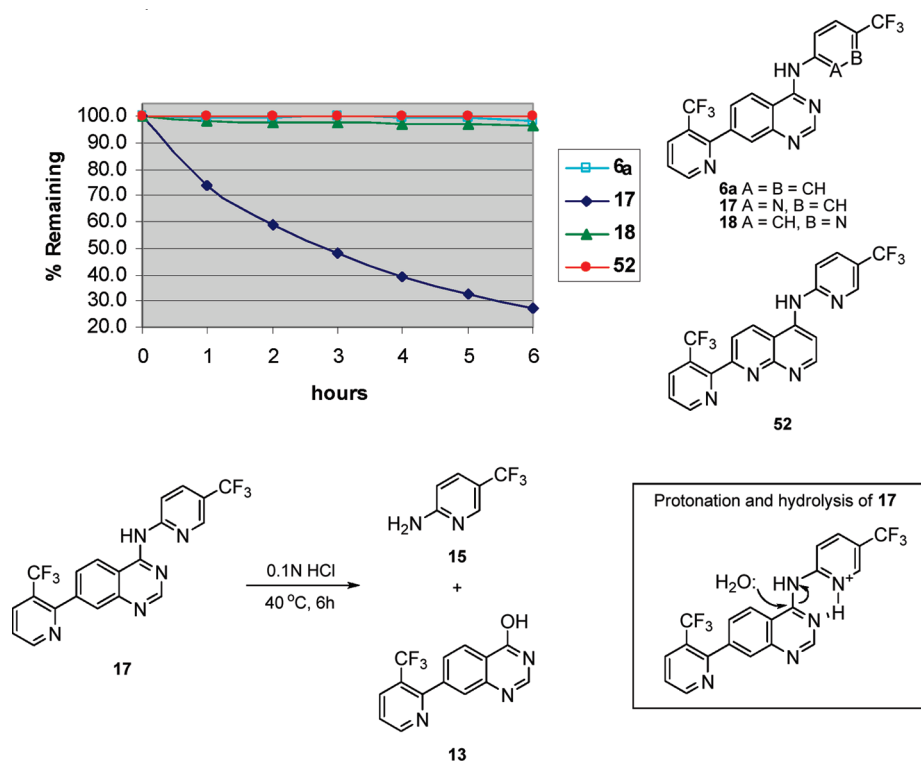 % Remaining
100.0
90.0
80.0
70.0
60.0
50.0
40.0
30.0
20.0
0 1 2 3 4 5 6
hours
6a
17
18
52
CF3
HN
B
A
CF3
N
N
N
6a A = B = CH
17 A = N, B = CH
18 A = CH, B = N
CF3
HN
N
CF3
N
N
N
52
CF3
HN
N
CF3
N
N
N
17
0.1N HCl
40 °C, 6h
CF3
H2N
N
15
+
OH
CF3
N
N
N
13
Protonation and hydrolysis of 17
CF3
H2O:
HN
N+
H
CF3
N
N
N